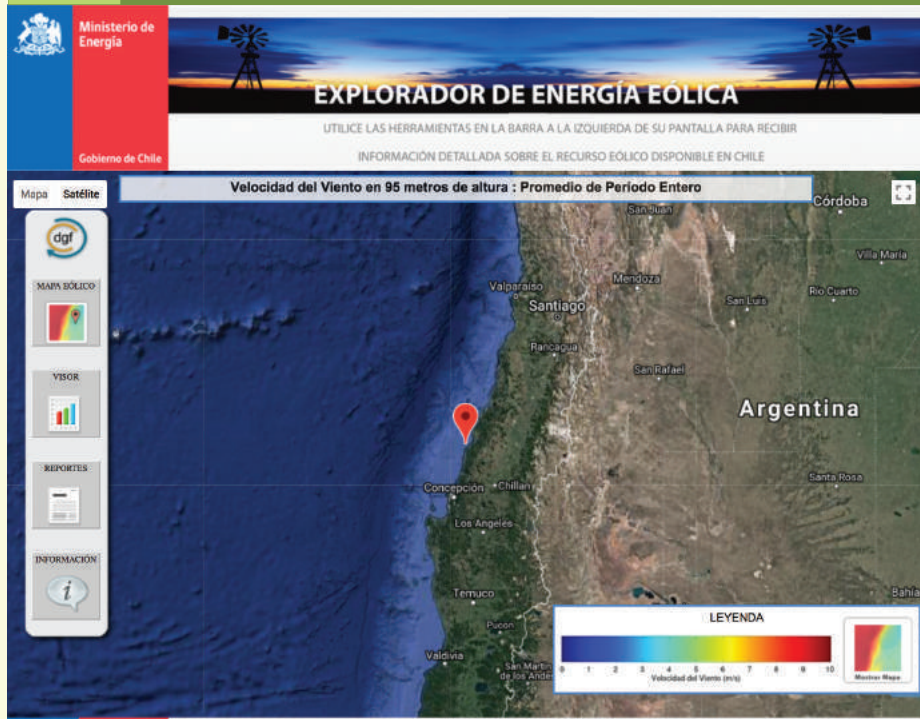 Ministerio de
Energía
Gobierno de Chile
EXPLORADOR DE ENERGÍA EÓLICA
UTILICE LAS HERRAMIENTAS EN LA BARRA A LA IZQUIERDA DE SU PANTALLA PARA RECIBIR
INFORMACIÓN DETALLADA SOBRE EL RECURSO EÓLICO DISPONIBLE EN CHILE
Mapa Satélite
Velocidad del Viento en 95 metros de altura : Promedio de Periodo Entero
dgf
MAPA EÓLICO
VISOR
REPORTES
INFORMACIÓN
i
San Juan
Córdoba
Villa María
Mendoza
Valparaíso
Río Cuarto
San Luis
Santiago
Rancagua
San Rafael
Argentina
Santa Rosa
Concepción
Chillan
Los Angeles
Temuco
Bahía
Pucon
Valdivia
San Martín
de los Andes
LEYENDA
0 1 2 3 4 5 6 7 8 9 10
Velocidad del Viento (m/s)
Mostrar Mapa